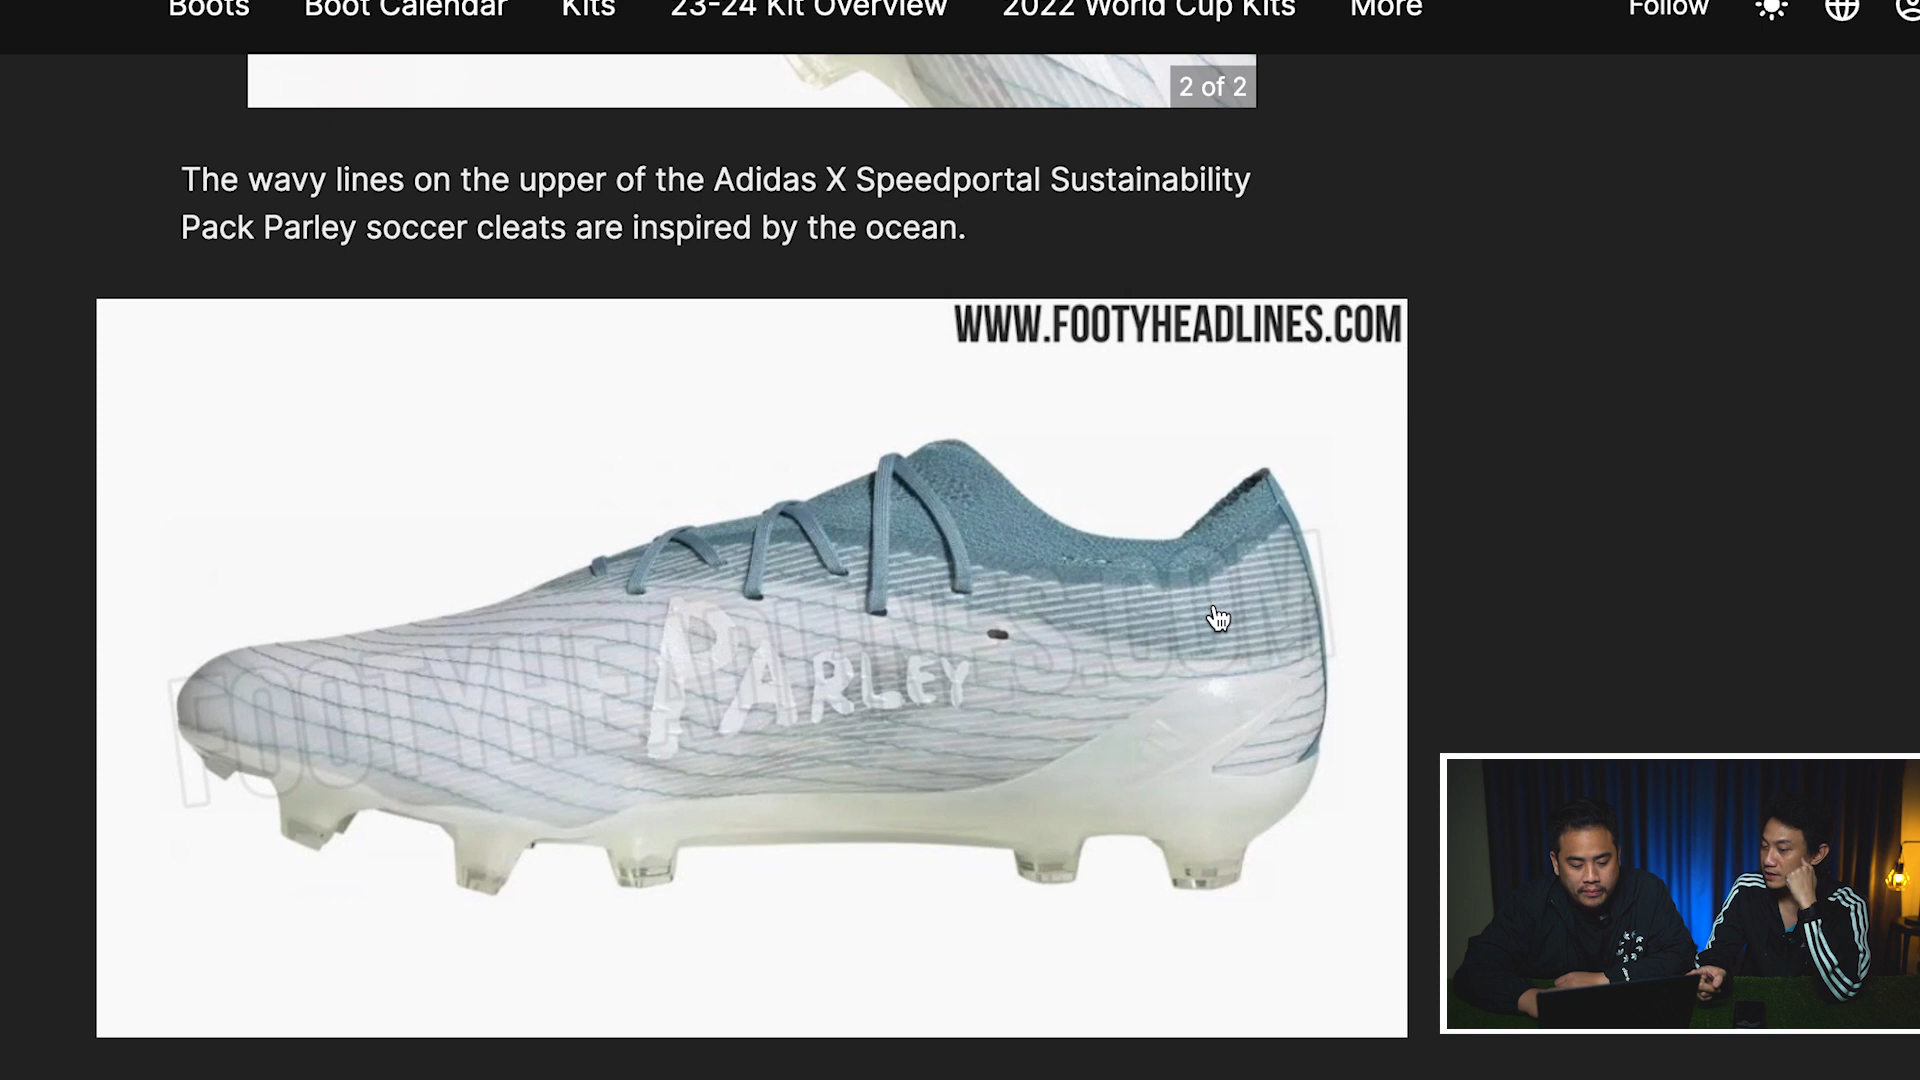 Boots Boot Calendar Kits 23-24 Kit Overview 2022 World Cup Kits More Follow
2 of 2
The wavy lines on the upper of the Adidas X Speedportal Sustainability
Pack Parley soccer cleats are inspired by the ocean.
WWW.FOOTYHEADLINES.COM
FOOTYHEADLINES.COM
PARLEY